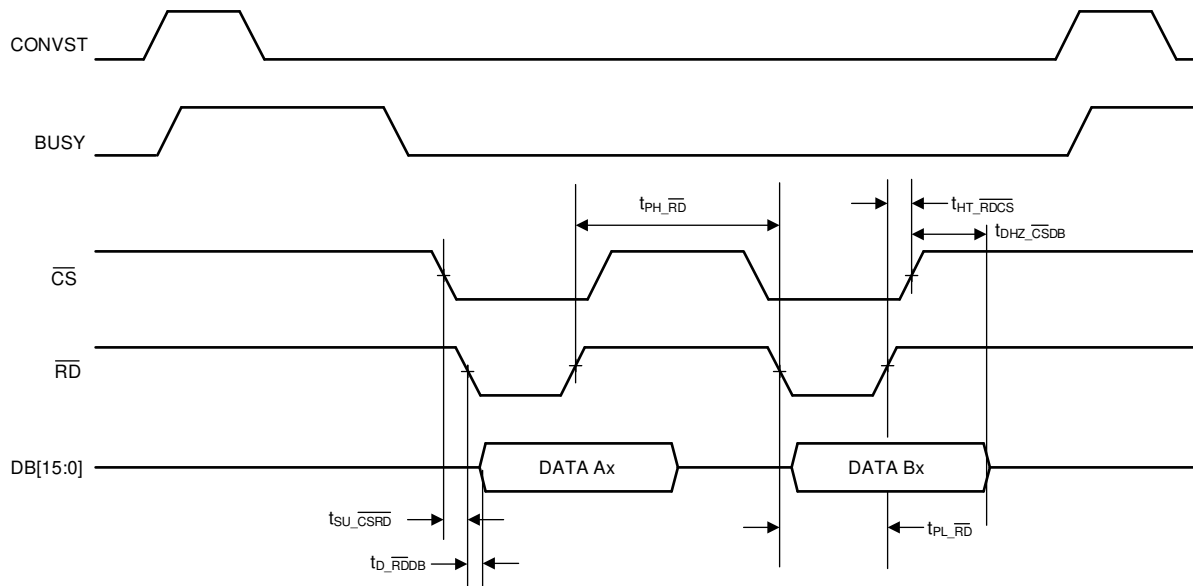 CONVST
BUSY
tPH_RD
tHT_RDCS
tDHZ_CSDB
CS
RD
DB[15:0]
DATA Ax
DATA Bx
tSU_CSRD
tPL_RD
tD_RDDB